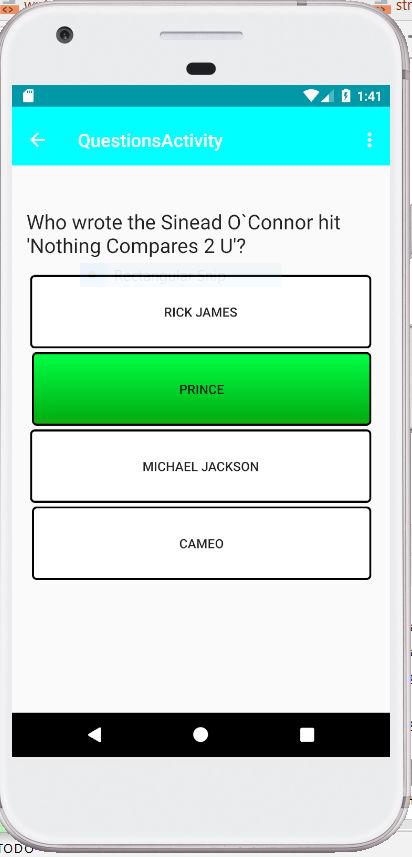 1:41
QuestionsActivity
Who wrote the Sinead O`Connor hit
'Nothing Compares 2 U'?
Rectangular Snip
RICK JAMES
PRINCE
MICHAEL JACKSON
CAMEO
TODO